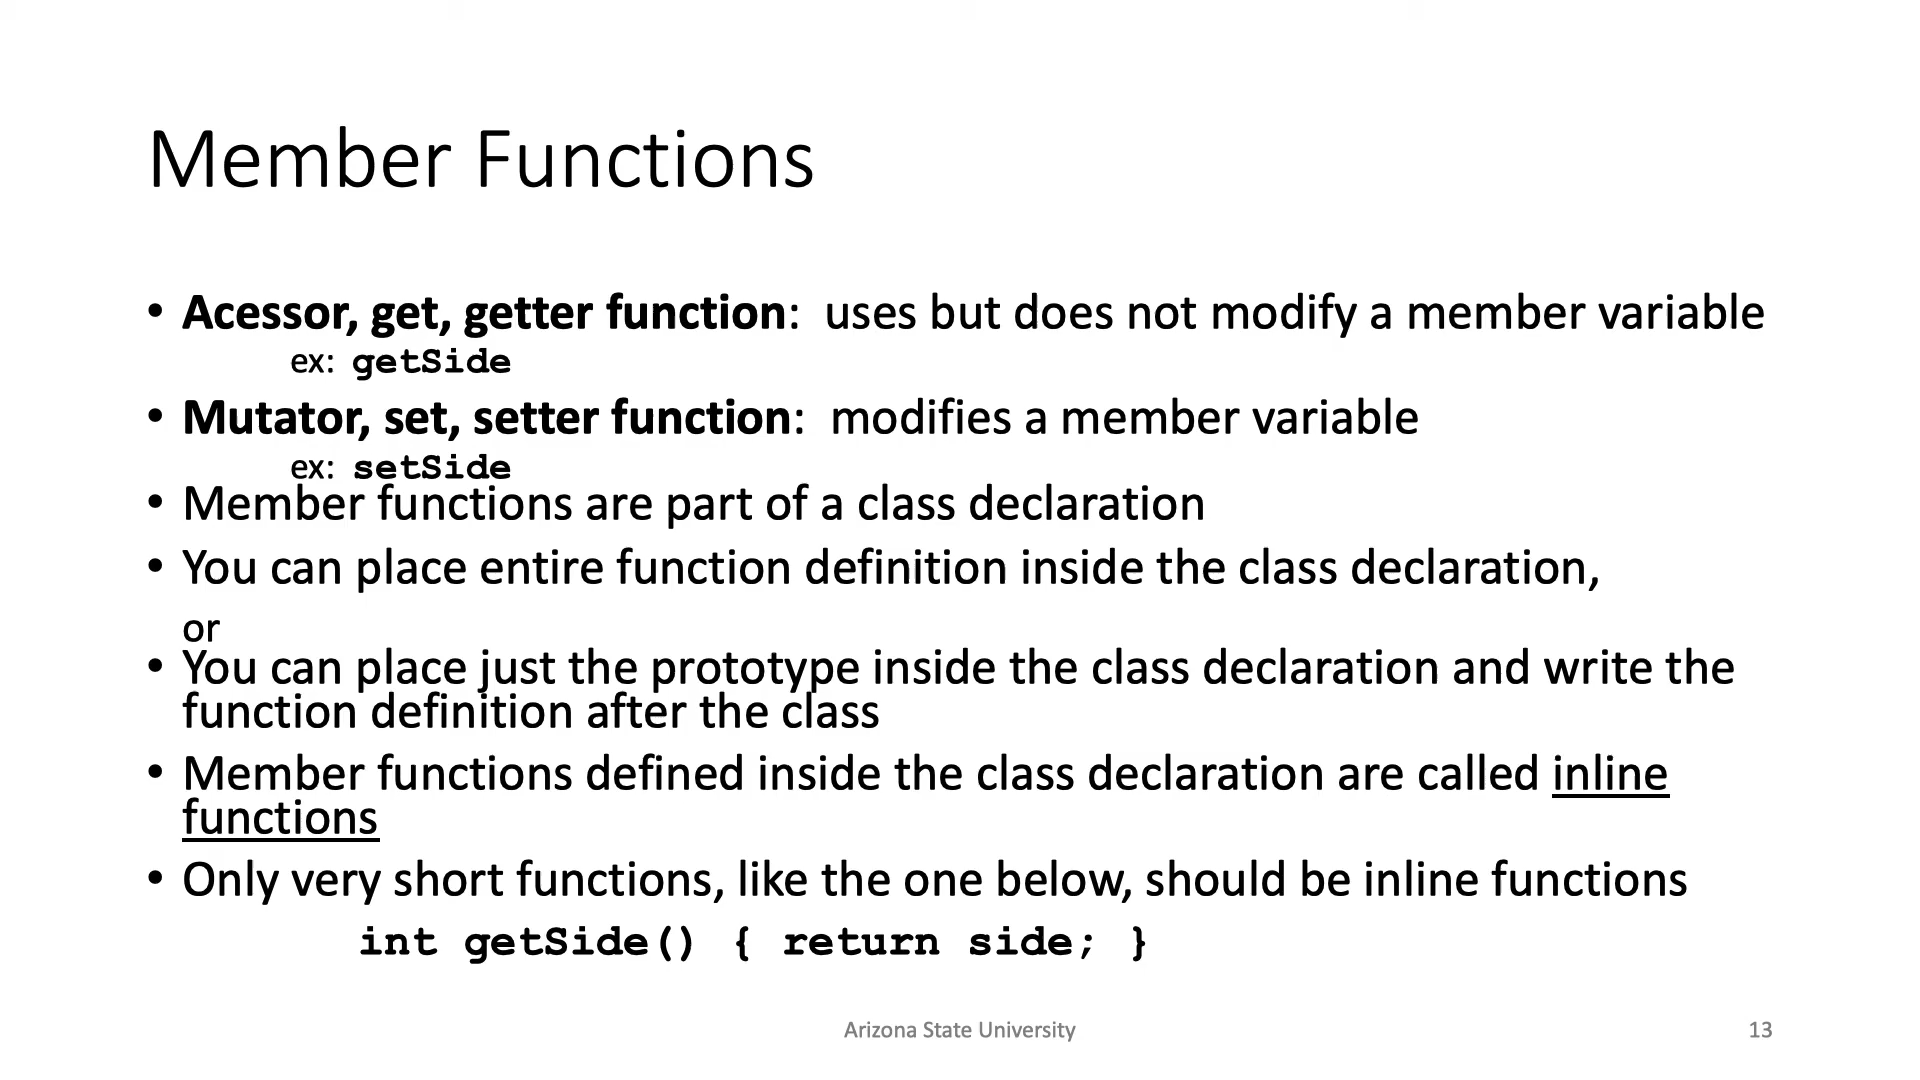 Member Functions
• Acessor, get, getter function:  uses but does not modify a member variable
ex: getSide
• Mutator, set, setter function:  modifies a member variable
ex: setSide
• Member functions are part of a class declaration
• You can place entire function definition inside the class declaration,
or
• You can place just the prototype inside the class declaration and write the
function definition after the class
• Member functions defined inside the class declaration are called inline
functions
• Only very short functions, like the one below, should be inline functions
int getSide() { return side; }
Arizona State University
13